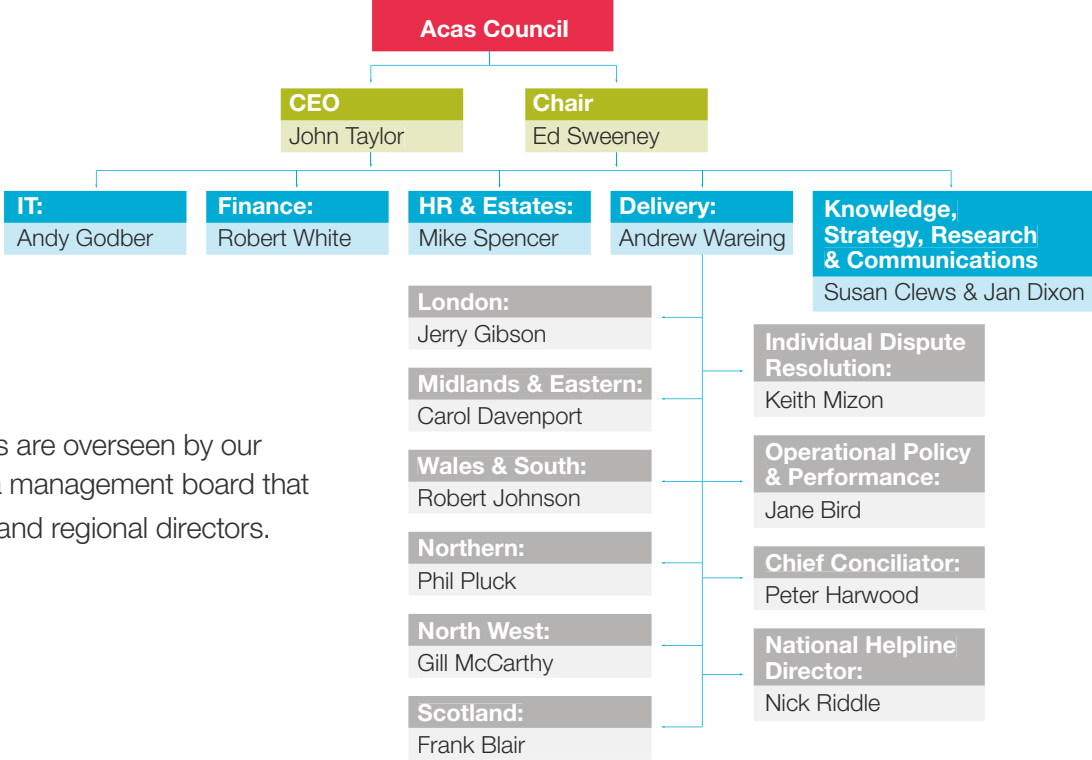 Acas Council
CEO
John Taylor
Chair
Ed Sweeney
IT:
Andy Godber
Finance:
Robert White
HR & Estates:
Mike Spencer
Delivery:
Andrew Wareing
Knowledge,
Strategy, Research
& Communications
Susan Clews & Jan Dixon
London:
Jerry Gibson
Midlands & Eastern:
Carol Davenport
Wales & South:
Robert Johnson
Northern:
Phil Pluck
North West:
Gill McCarthy
Scotland:
Frank Blair
Individual Dispute
Resolution:
Keith Mizon
Operational Policy
& Performance:
Jane Bird
Chief Conciliator:
Peter Harwood
National Helpline
Director:
Nick Riddle
are overseen by our
management board that
and regional directors.